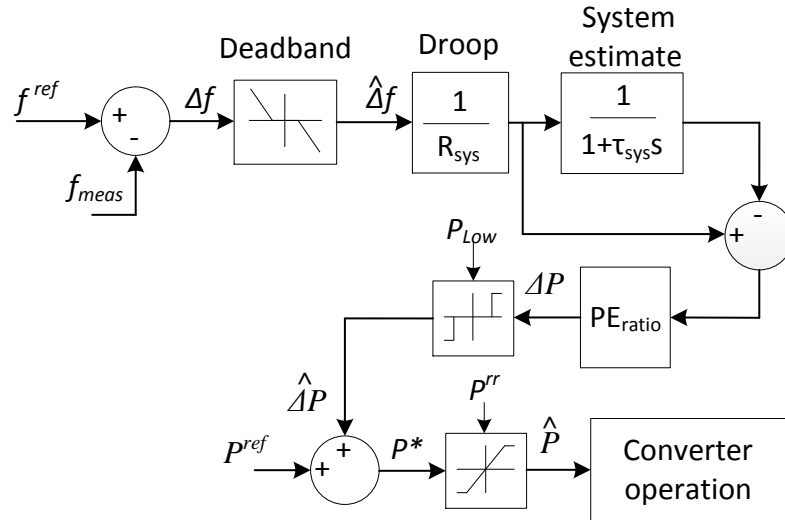 System
Deadband
Droop
estimate
f ref
+
-
Δf
Δ̂f
1
R_sys
1
1+τ_sys s
f_meas
-
+
P_Low
ΔP
PE_ratio
Δ̂P
P^rr
P^ref
+
+
P*
P̂
Converter
operation